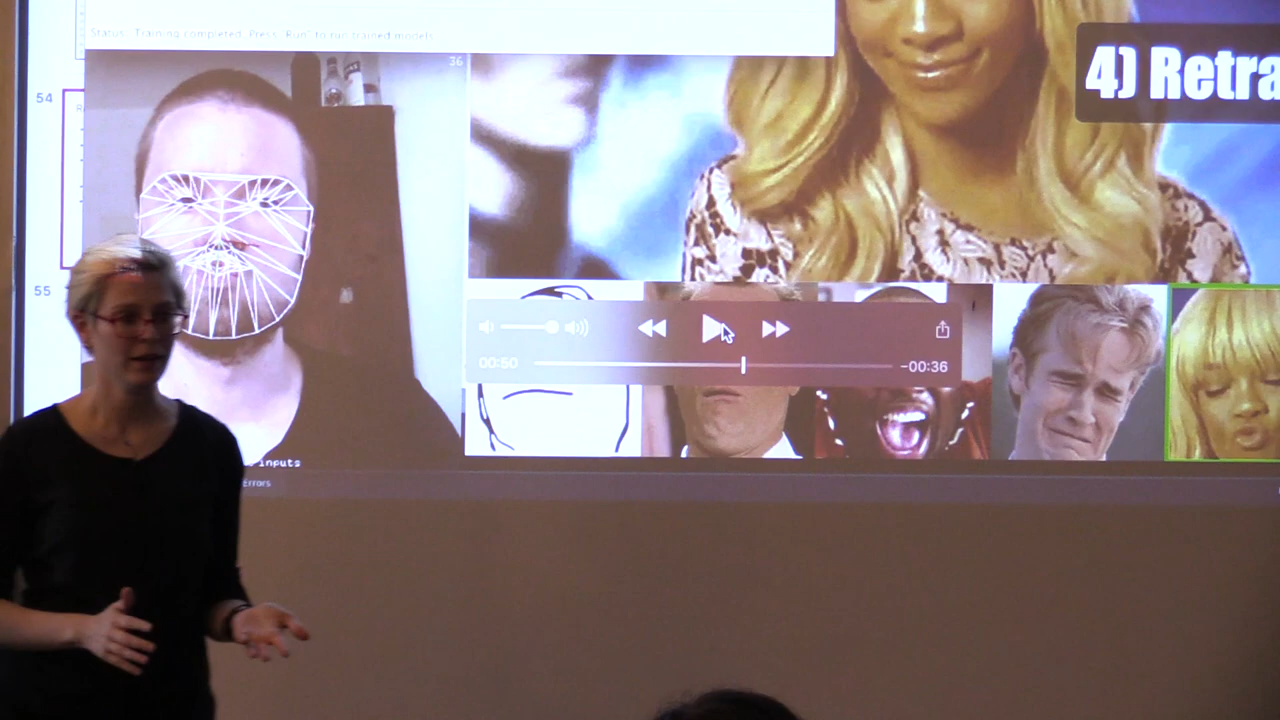 Status: Training completed. Press "Run" to run trained models
36
4) Retra
54
55
00:50
-00:36
inputs
Errors